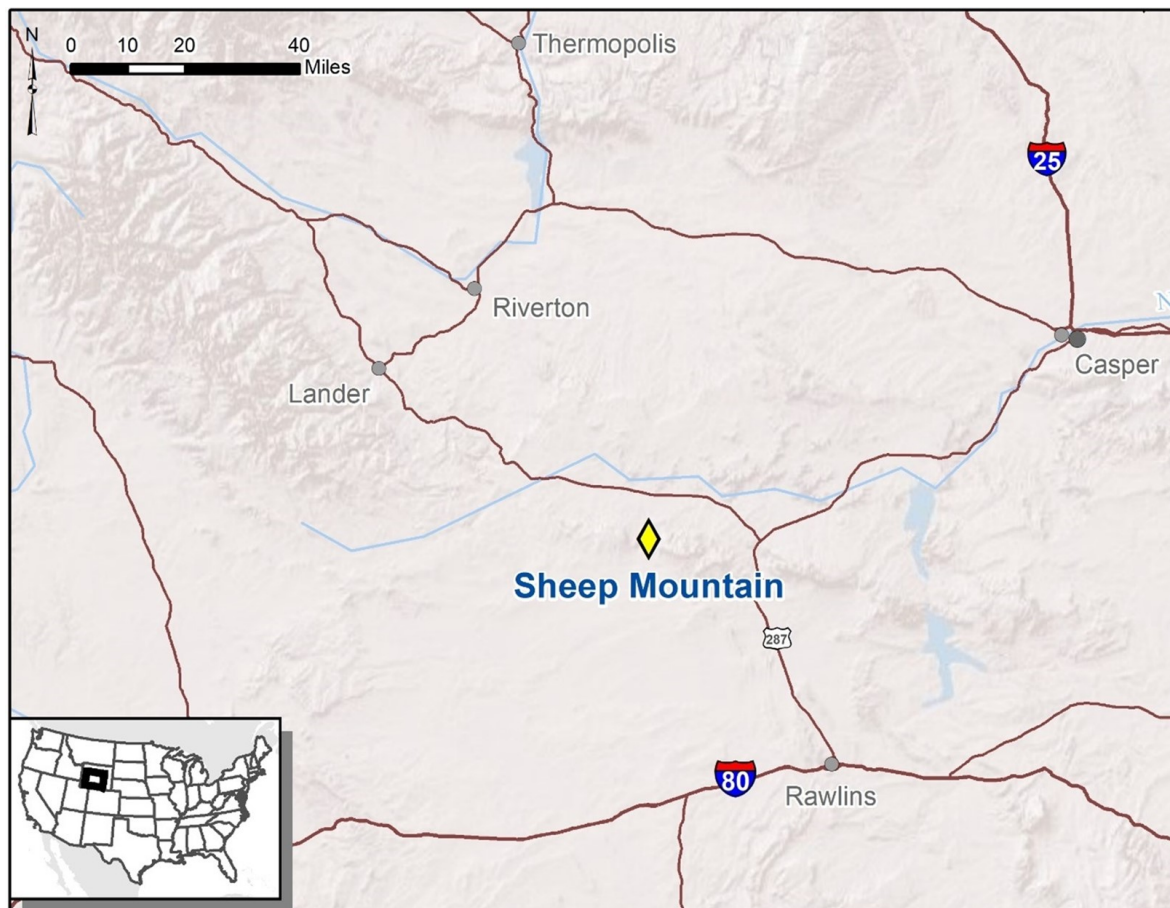 N
0 10 20 40
Miles
Thermopolis
25
Riverton
N
Casper
Lander
Sheep Mountain
287
80
Rawlins